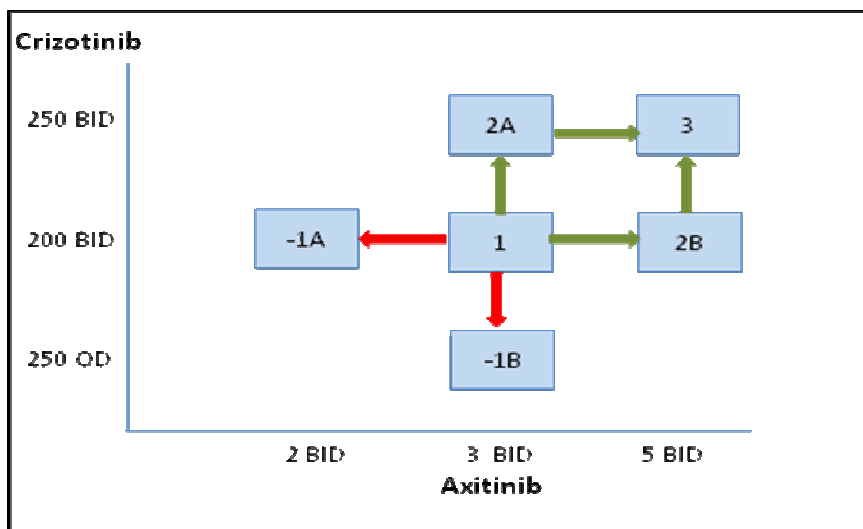 Crizotinib
250 BID
2A
3
200 BID
-1A
1
2B
250 QD
-1B
2 BID
3 BID
5 BID
Axitinib